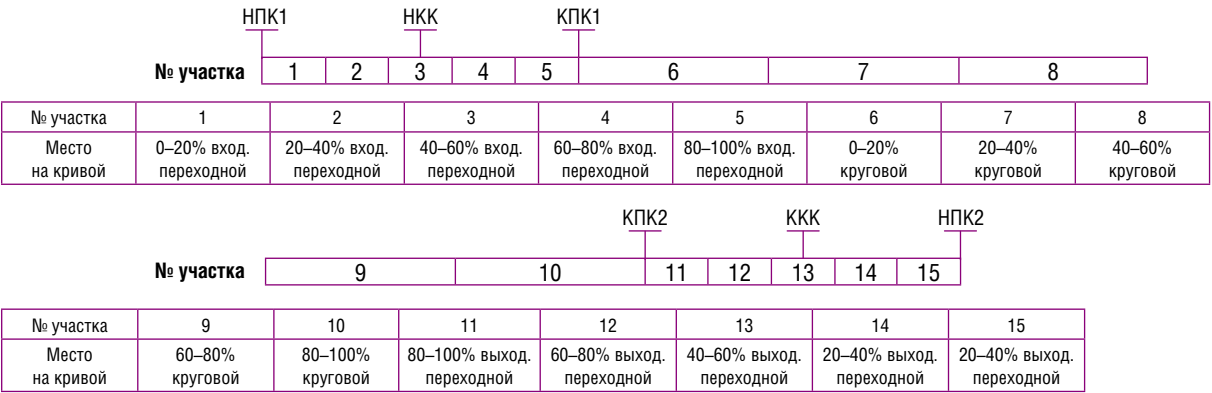 НПК1 НКК КПК1
№ участка 1 2 3 4 5 6 7 8
№ участка 1 2 3 4 5 6 7 8
Место 0–20% вход. 20–40% вход. 40–60% вход. 60–80% вход. 80–100% вход. 0–20% 20–40% 40–60%
на кривой переходной переходной переходной переходной переходной круговой круговой круговой
КПК2 ККК НПК2
№ участка 9 10 11 12 13 14 15
№ участка 9 10 11 12 13 14 15
Место 60–80% 80–100% 80–100% выход. 60–80% выход. 40–60% выход. 20–40% выход. 20–40% выход.
на кривой круговой круговой переходной переходной переходной переходной переходной